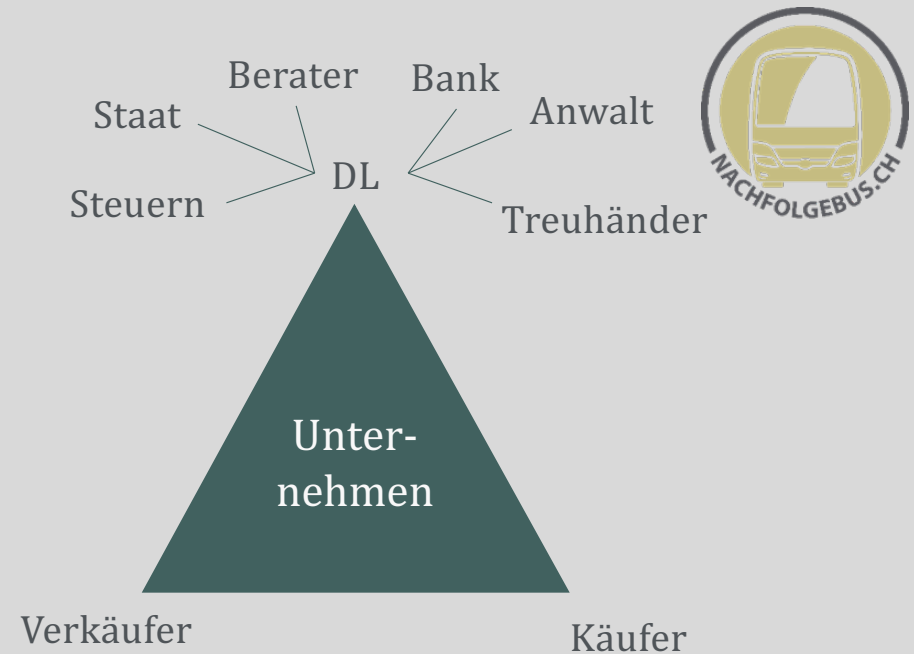 Berater
Bank
Staat
Anwalt
DL
Steuern
Treuhänder
NACHFOLGEBUS.CH
Unter-
nehmen
Verkäufer
Käufer